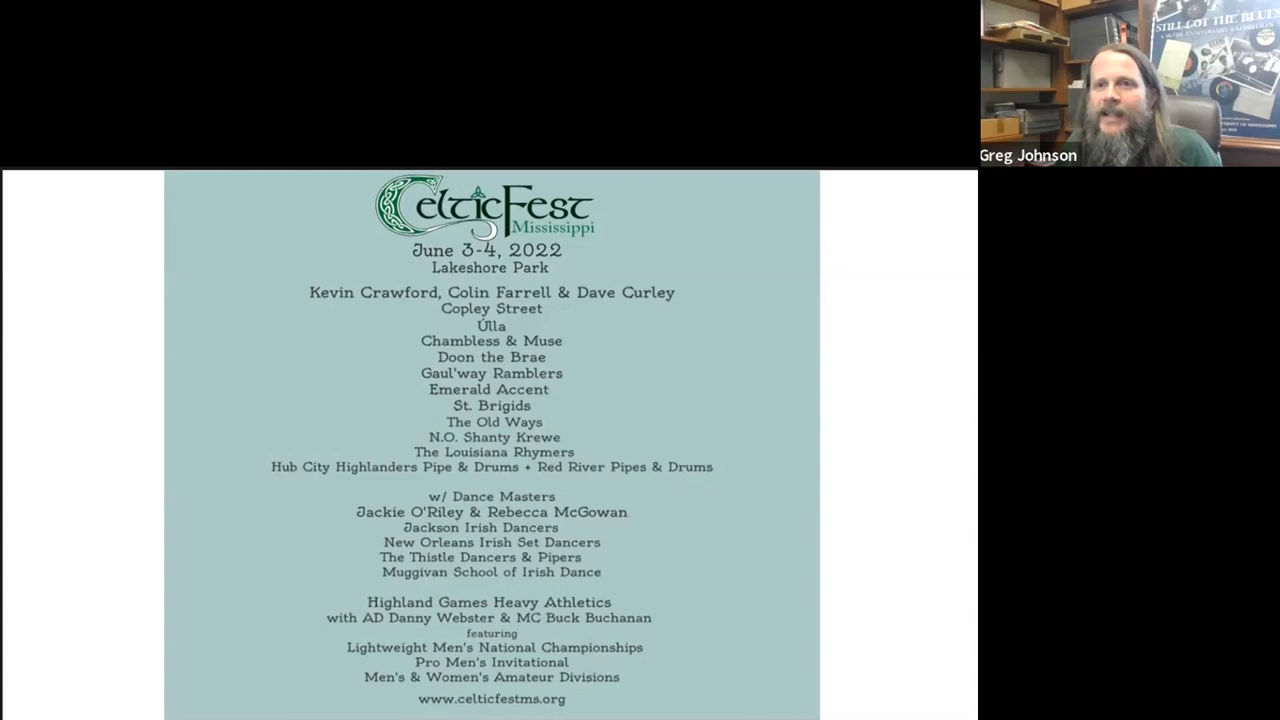 CelticFest
Mississippi
June 3-4, 2022
Lakeshore Park
Kevin Crawford, Colin Farrell & Dave Curley
Copley Street
Úlla
Chambless & Muse
Doon the Brae
Gaul'way Ramblers
Emerald Accent
St. Brigids
The Old Ways
N.O. Shanty Krewe
The Louisiana Rhymers
Hub City Highlanders Pipe & Drums + Red River Pipes & Drums
w/ Dance Masters
Jackie O'Riley & Rebecca McGowan
Jackson Irish Dancers
New Orleans Irish Set Dancers
The Thistle Dancers & Pipers
Muggivan School of Irish Dance
Highland Games Heavy Athletics
with AD Danny Webster & MC Buck Buchanan
featuring
Lightweight Men's National Championships
Pro Men's Invitational
Men's & Women's Amateur Divisions
www.celticfestms.org
STILL GOT THE BLUES
Greg Johnson